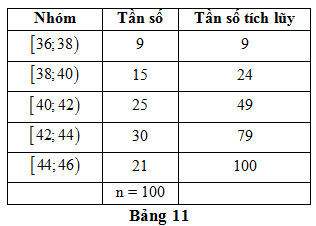 Nhóm Tần số Tần số tích lũy
[36;38) 9 9
[38;40) 15 24
[40;42) 25 49
[42;44) 30 79
[44;46) 21 100
n = 100
Bảng 11